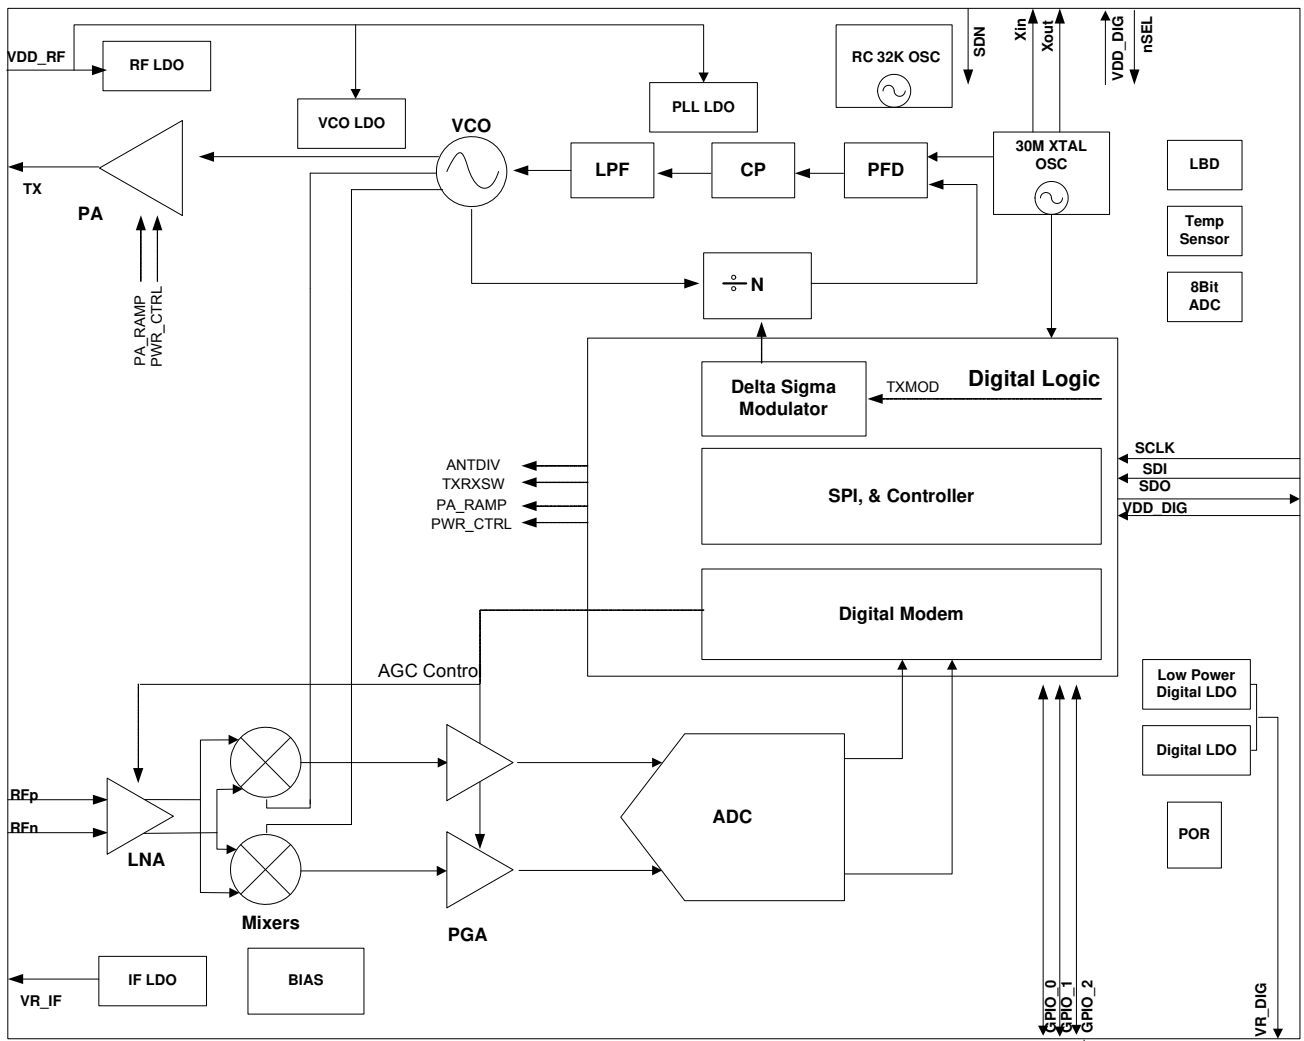 VDD_RF
RF LDO
VCO LDO
VCO
PLL LDO
RC 32K OSC
SDN
Xin
Xout
VDD_DIG
nSEL
TX
PA
PA_RAMP
PWR_CTRL
LPF
CP
PFD
30M XTAL
OSC
LBD
Temp
Sensor
8Bit
ADC
÷ N
Delta Sigma
Modulator
TXMOD
Digital Logic
ANTDIV
TXRXSW
PA_RAMP
PWR_CTRL
SPI, & Controller
SCLK
SDI
SDO
VDD_DIG
Digital Modem
AGC Control
Low Power
Digital LDO
Digital LDO
RFp
RFn
LNA
Mixers
PGA
ADC
POR
IF LDO
BIAS
VR_IF
GPIO_0
GPIO_1
GPIO_2
VR_DIG